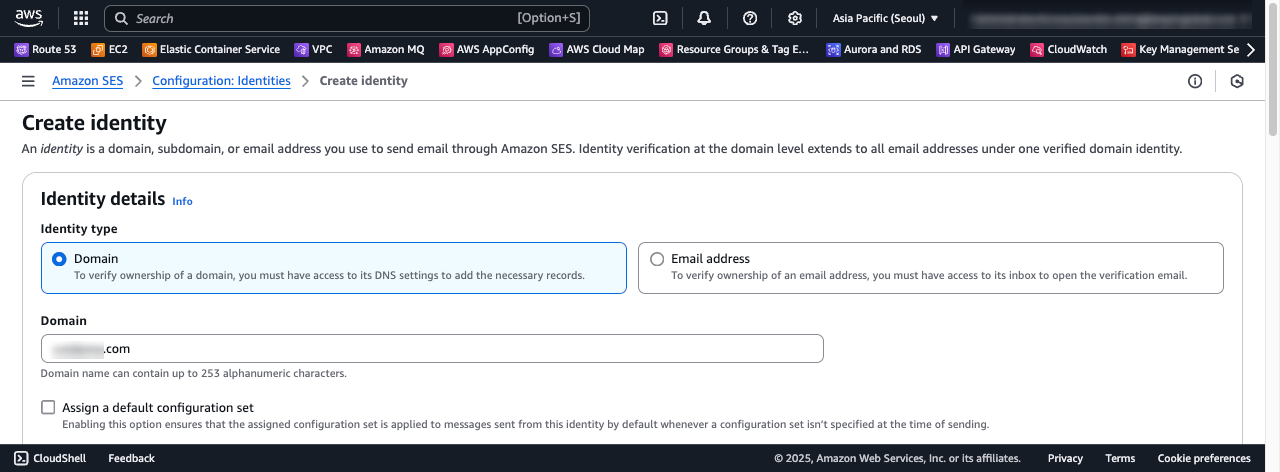 aws Search [Option+S] Asia Pacific (Seoul)
Route 53 EC2 Elastic Container Service VPC Amazon MQ AWS AppConfig AWS Cloud Map Resource Groups & Tag E... Aurora and RDS API Gateway CloudWatch Key Management Se
Amazon SES > Configuration: Identities > Create identity
Create identity
An identity is a domain, subdomain, or email address you use to send email through Amazon SES. Identity verification at the domain level extends to all email addresses under one verified domain identity.
Identity details Info
Identity type
Domain
To verify ownership of a domain, you must have access to its DNS settings to add the necessary records.
Email address
To verify ownership of an email address, you must have access to its inbox to open the verification email.
Domain
.com
Domain name can contain up to 253 alphanumeric characters.
Assign a default configuration set
Enabling this option ensures that the assigned configuration set is applied to messages sent from this identity by default whenever a configuration set isn't specified at the time of sending.
CloudShell Feedback © 2025, Amazon Web Services, Inc. or its affiliates. Privacy Terms Cookie preferences